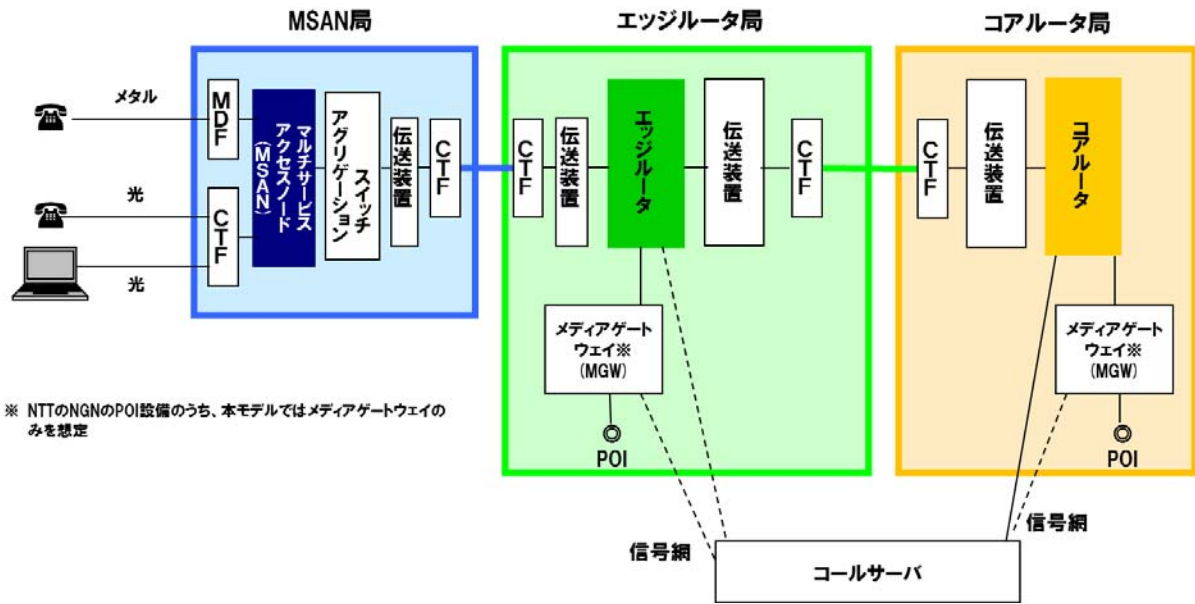 MSAN局
エッジルータ局
コアルータ局
メタル
光
光
MDF
CTF
マルチサービス
アクセスノード
(MSAN)
アグリゲーション
スイッチ
伝送装置
CTF
CTF
伝送装置
エッジルータ
伝送装置
CTF
メディアゲート
ウェイ※
(MGW)
POI
CTF
伝送装置
コアルータ
メディアゲート
ウェイ※
(MGW)
POI
※ NTTのNGNのPOI設備のうち、本モデルではメディアゲートウェイの
みを想定
信号網
信号網
コールサーバ